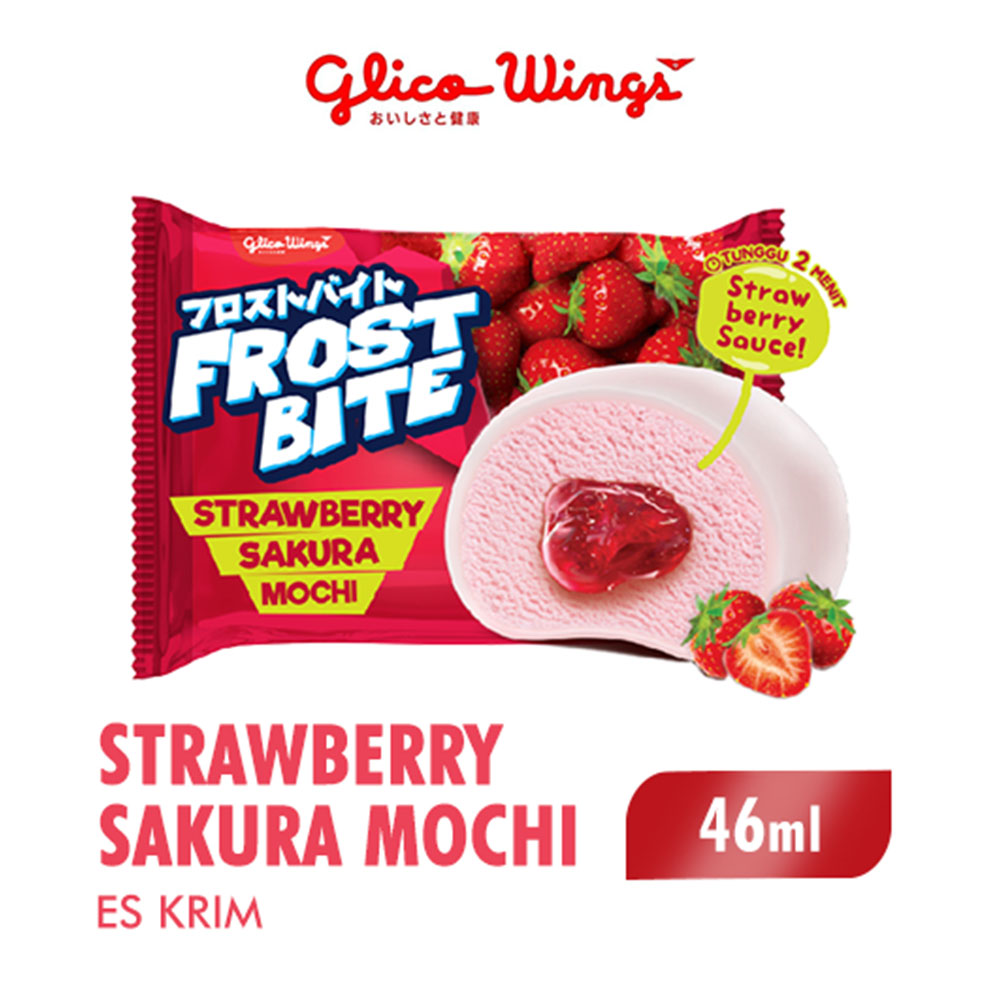 Glico Wings
おいしさと健康
Glico Wings
フロストバイト
FROST
BITE
TUNGGU 2 MENIT
Straw
berry
Sauce!
STRAWBERRY
SAKURA
MOCHI
STRAWBERRY
SAKURA MOCHI
46ml
ES KRIM